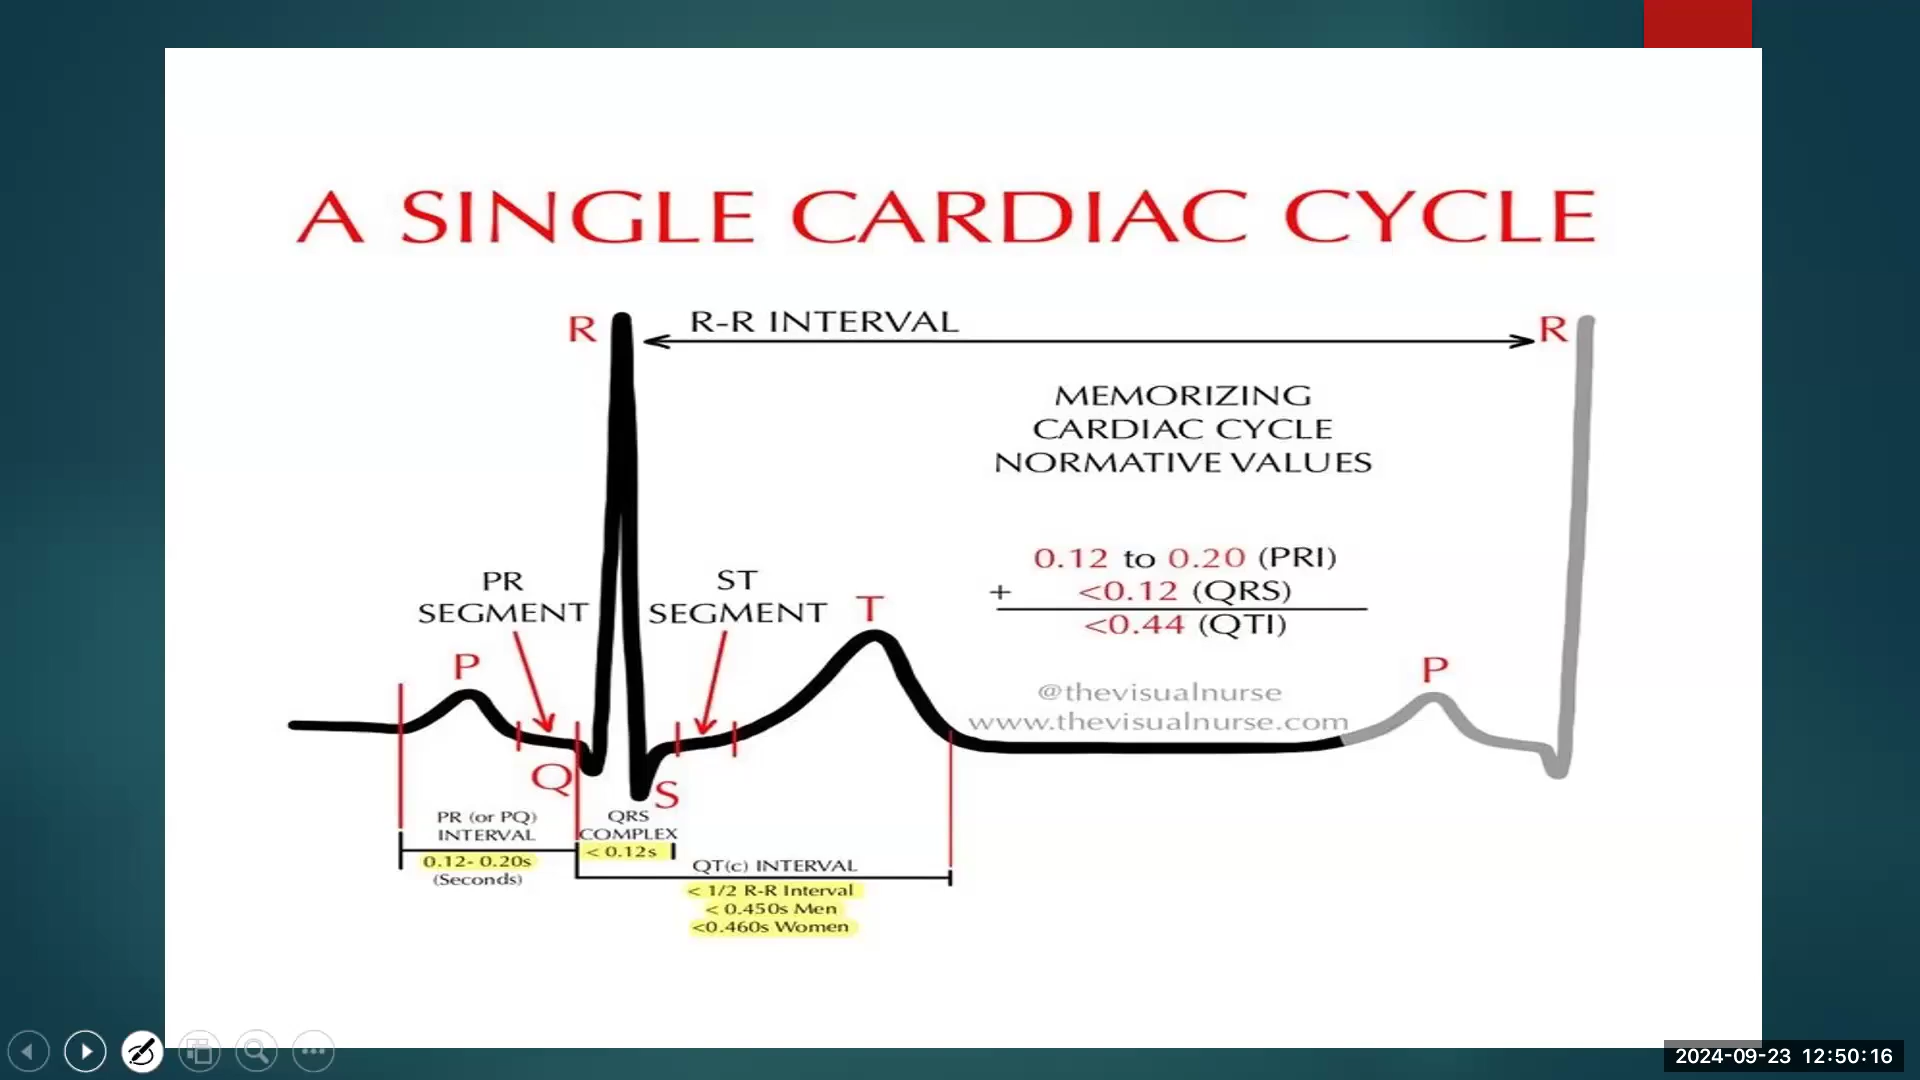 A SINGLE CARDIAC CYCLE
R
R-R INTERVAL
R
MEMORIZING
CARDIAC CYCLE
NORMATIVE VALUES
0.12 to 0.20 (PRI)
+ <0.12 (QRS)
<0.44 (QTI)
PR
SEGMENT
ST
SEGMENT
T
P
P
@thevisualnurse
www.thevisualnurse.com
Q
S
PR (or PQ)
INTERVAL
0.12- 0.20s
(Seconds)
QRS
COMPLEX
< 0.12s
QT(c) INTERVAL
< 1/2 R-R Interval
< 0.450s Men
<0.460s Women
2024-09-23 12:50:16